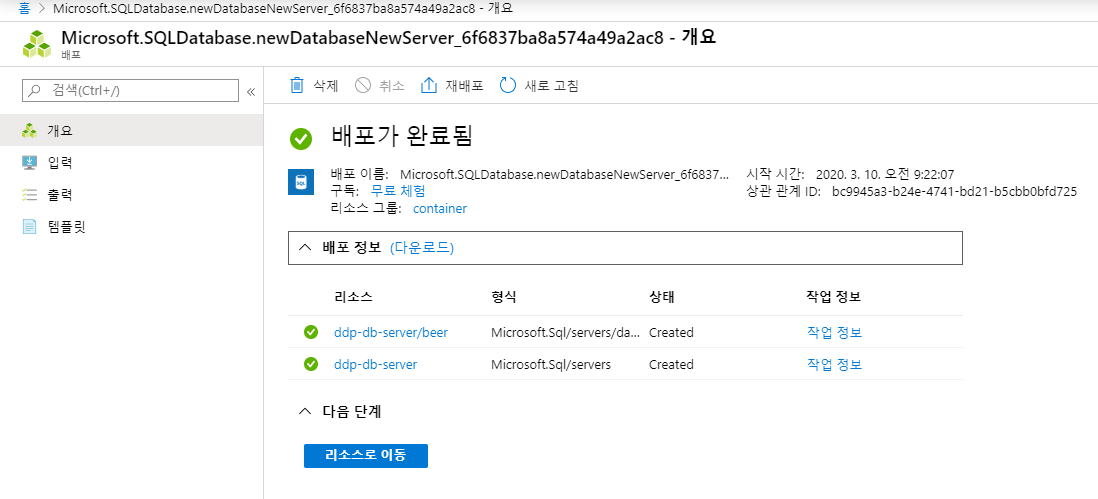 홈 > Microsoft.SQLDatabase.newDatabaseNewServer_6f6837ba8a574a49a2ac8 - 개요
Microsoft.SQLDatabase.newDatabaseNewServer_6f6837ba8a574a49a2ac8 - 개요
배포
검색(Ctrl+/) «
개요
입력
출력
템플릿
삭제 취소 재배포 새로 고침
배포가 완료됨
SQL
배포 이름: Microsoft.SQLDatabase.newDatabaseNewServer_6f6837...
구독: 무료 체험
리소스 그룹: container
시작 시간: 2020. 3. 10. 오전 9:22:07
상관 관계 ID: bc9945a3-b24e-4741-bd21-b5cbb0bfd725
배포 정보 (다운로드)
리소스 형식 상태 작업 정보
ddp-db-server/beer Microsoft.Sql/servers/da... Created 작업 정보
ddp-db-server Microsoft.Sql/servers Created 작업 정보
다음 단계
리소스로 이동